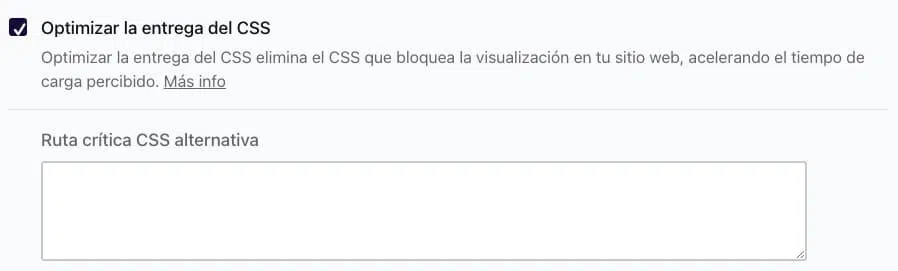 Optimizar la entrega del CSS
Optimizar la entrega del CSS elimina el CSS que bloquea la visualización en tu sitio web, acelerando el tiempo de
carga percibido. Más info
Ruta crítica CSS alternativa